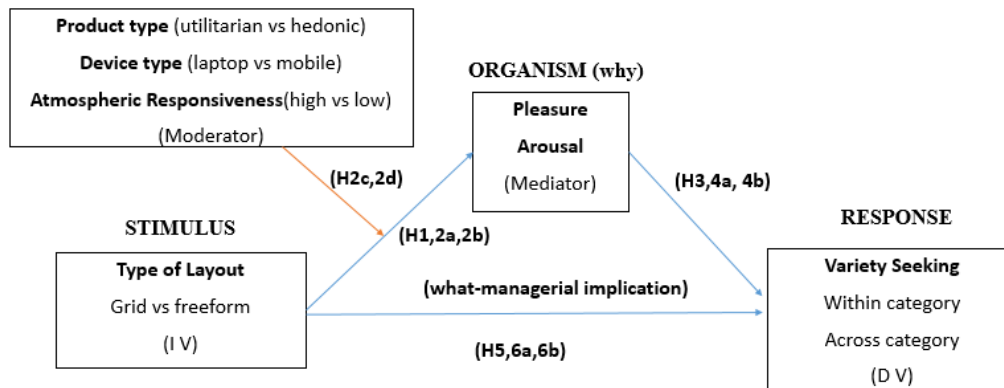 Product type (utilitarian vs hedonic)
Device type (laptop vs mobile)
Atmospheric Responsiveness(high vs low)
(Moderator)
ORGANISM (why)
Pleasure
Arousal
(Mediator)
(H2c,2d)
(H3,4a, 4b)
(H1,2a,2b)
STIMULUS
Type of Layout
Grid vs freeform
(I V)
(what-managerial implication)
(H5,6a,6b)
RESPONSE
Variety Seeking
Within category
Across category
(D V)